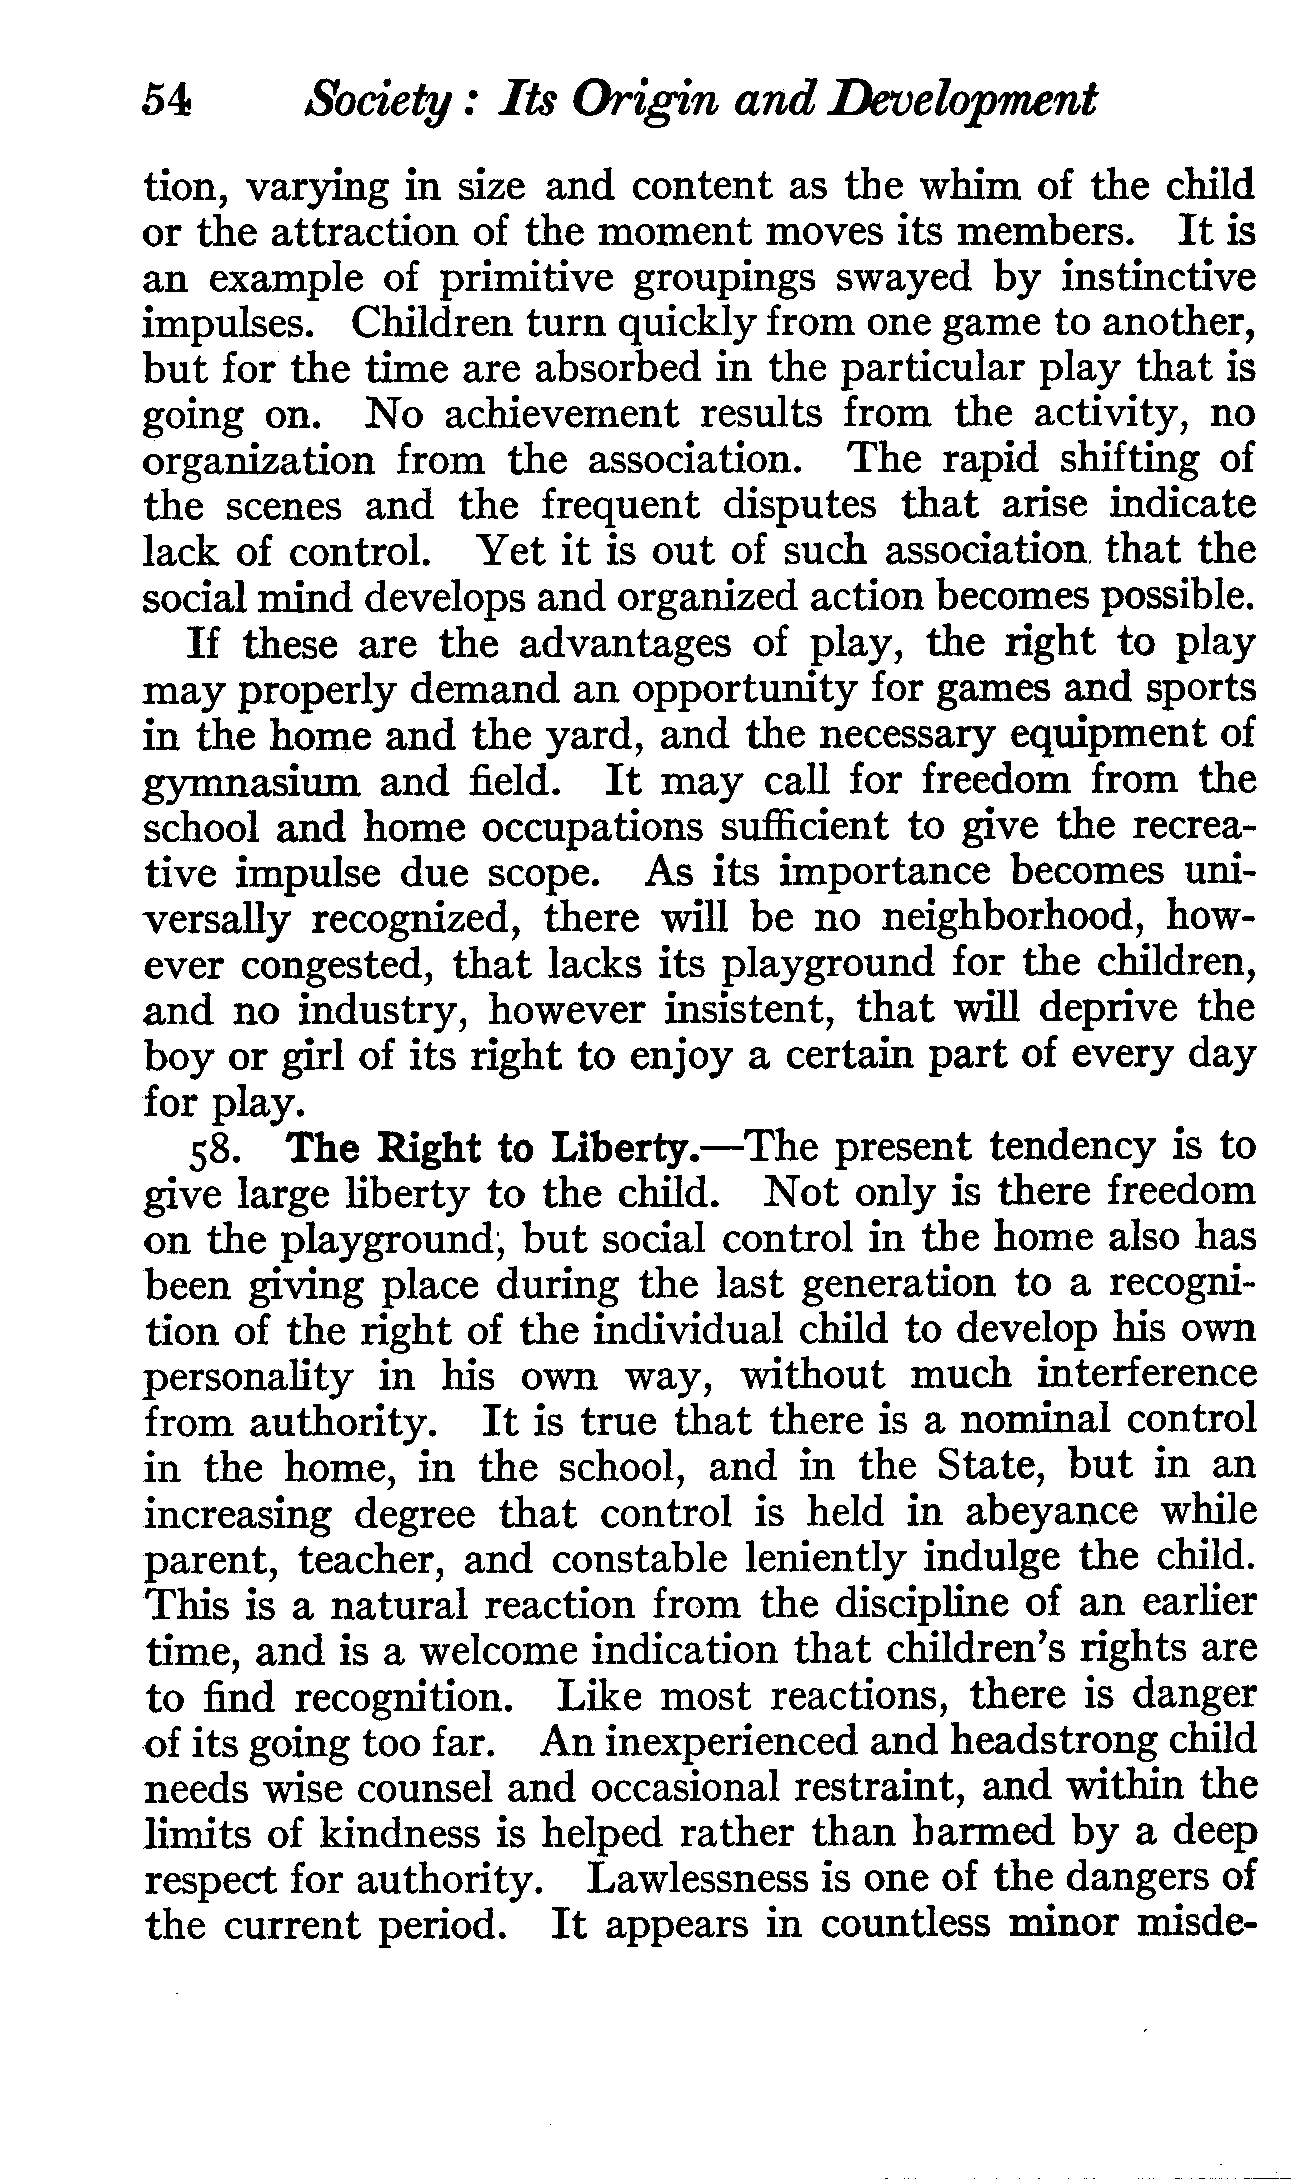 54 Society : Its Origin and Development
tion, varying in size and content as the whim of the child
or the attraction of the moment moves its members. It is
an example of primitive groupings swayed by instinctive
impulses. Children turn quickly from one game to another,
but for the time are absorbed in the particular play that is
going on. No achievement results from the activity, no
organization from the association. The rapid shifting of
the scenes and the frequent disputes that arise indicate
lack of control. Yet it is out of such association that the
social mind develops and organized action becomes possible.
If these are the advantages of play, the right to play
may properly demand an opportunity for games and sports
in the home and the yard, and the necessary equipment of
gymnasium and field. It may call for freedom from the
school and home occupations sufficient to give the recrea-
tive impulse due scope. As its importance becomes uni-
versally recognized, there will be no neighborhood, how-
ever congested, that lacks its playground for the children,
and no industry, however insistent, that will deprive the
boy or girl of its right to enjoy a certain part of every day
for play.
58. The Right to Liberty.—The present tendency is to
give large liberty to the child. Not only is there freedom
on the playground; but social control in the home also has
been giving place during the last generation to a recogni-
tion of the right of the individual child to develop his own
personality in his own way, without much interference
from authority. It is true that there is a nominal control
in the home, in the school, and in the State, but in an
increasing degree that control is held in abeyance while
parent, teacher, and constable leniently indulge the child.
This is a natural reaction from the discipline of an earlier
time, and is a welcome indication that children's rights are
to find recognition. Like most reactions, there is danger
of its going too far. An inexperienced and headstrong child
needs wise counsel and occasional restraint, and within the
limits of kindness is helped rather than harmed by a deep
respect for authority. Lawlessness is one of the dangers of
the current period. It appears in countless minor misde-